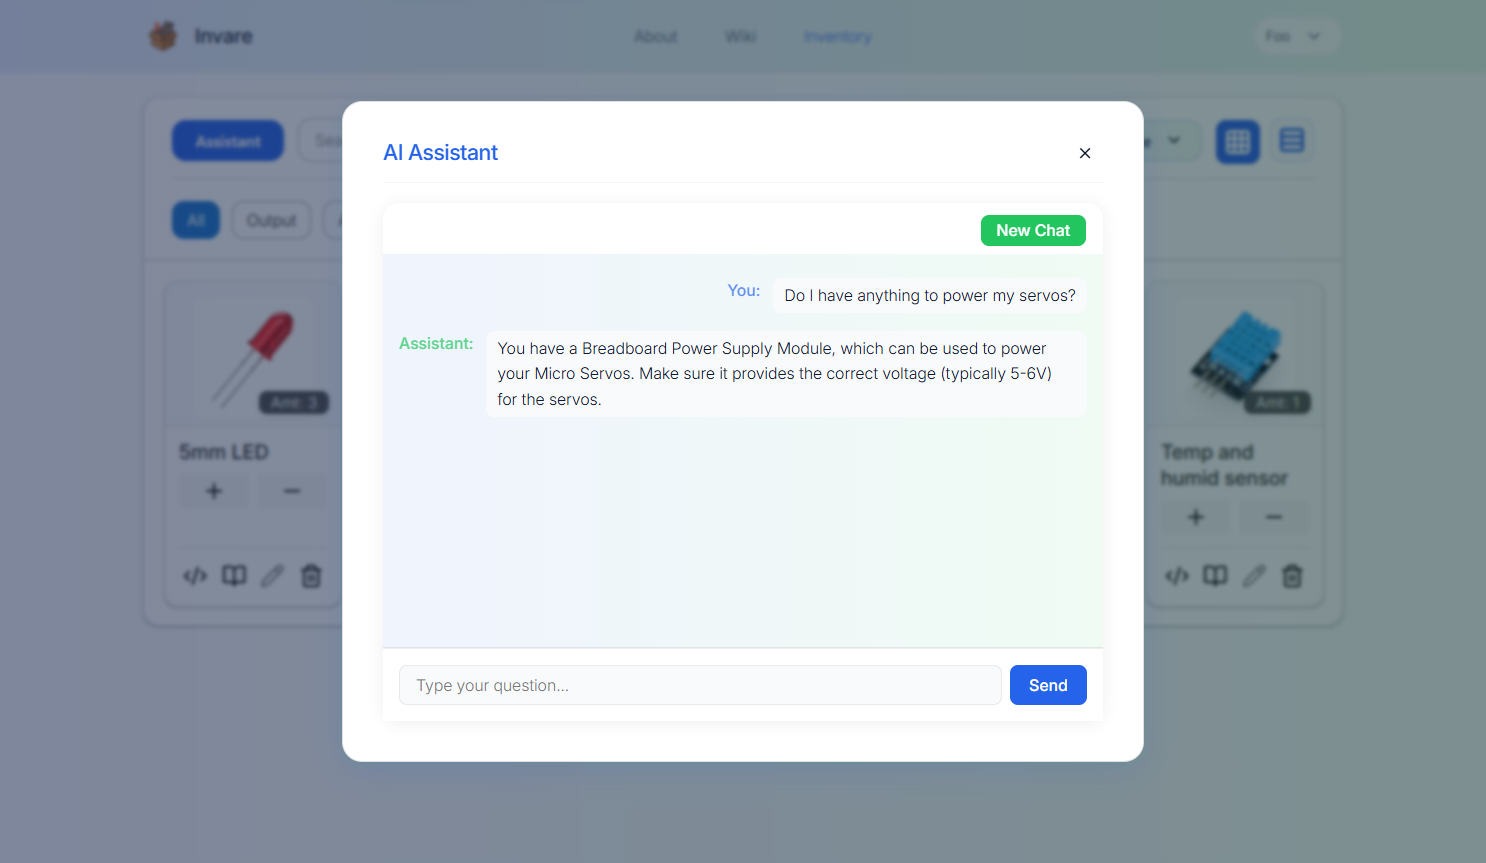 Invare
About
Wiki
Inventory
Foo
Assistant
All
Output
AI Assistant
New Chat
You:
Do I have anything to power my servos?
Assistant:
You have a Breadboard Power Supply Module, which can be used to power
your Micro Servos. Make sure it provides the correct voltage (typically 5-6V)
for the servos.
Amt: 3
5mm LED
Amt: 1
Temp and
humid sensor
Type your question...
Send